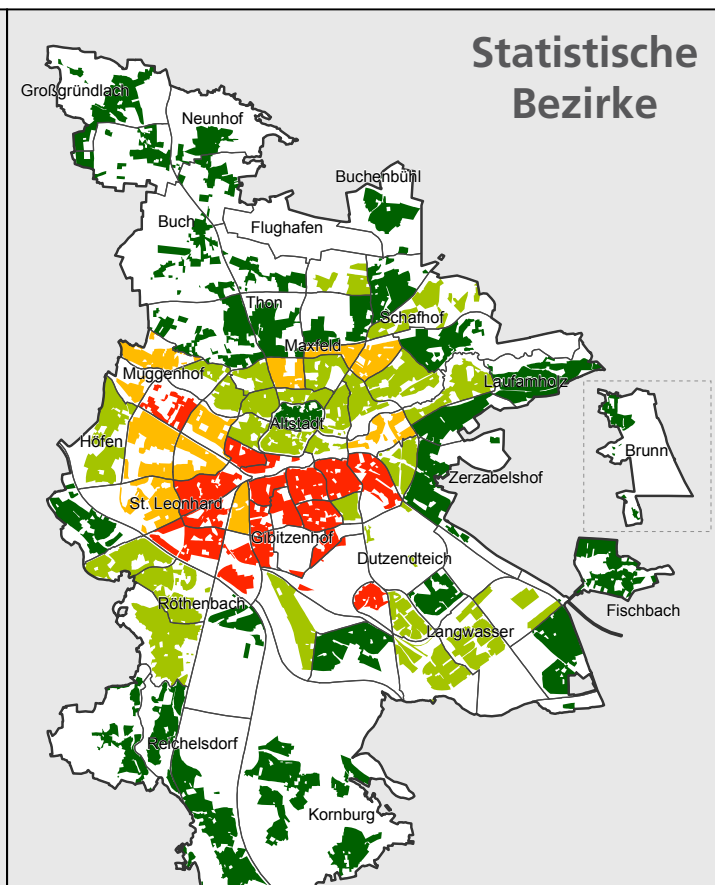 Statistische
Bezirke
Großgründlach
Neunhof
Buchenbühl
Buch
Flughafen
Thon
Schafhof
Maxfeld
Muggenhof
Laufamholz
Altstadt
Höfen
Brunn
Zerzabelshof
St. Leonhard
Gibitzenhof
Dutzendteich
Röthenbach
Fischbach
Langwasser
Reichelsdorf
Kornburg